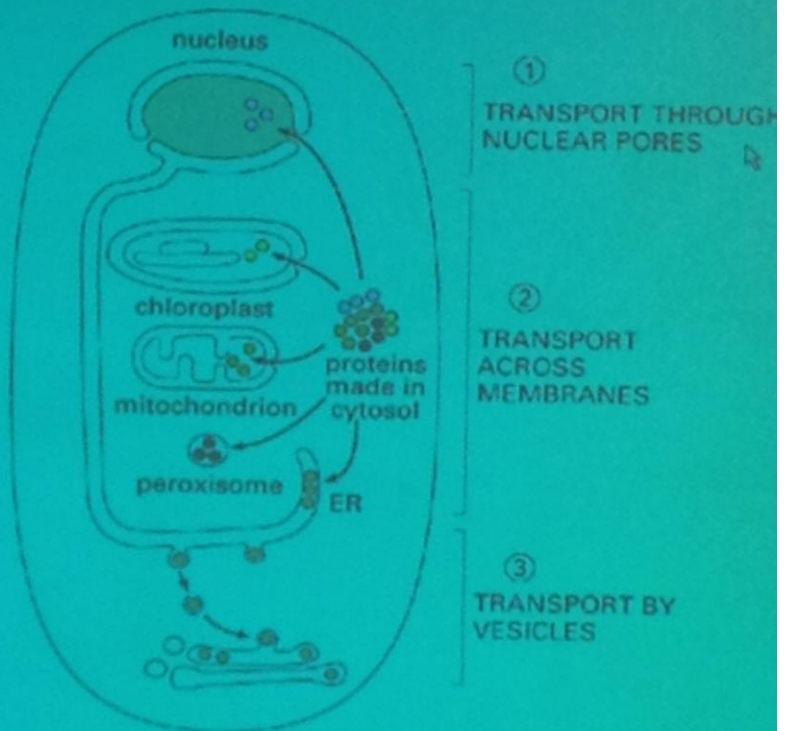 nucleus
①
TRANSPORT THROUGH
NUCLEAR PORES
chloroplast
②
TRANSPORT
ACROSS
MEMBRANES
proteins
made in
cytosol
mitochondrion
peroxisome
ER
③
TRANSPORT BY
VESICLES